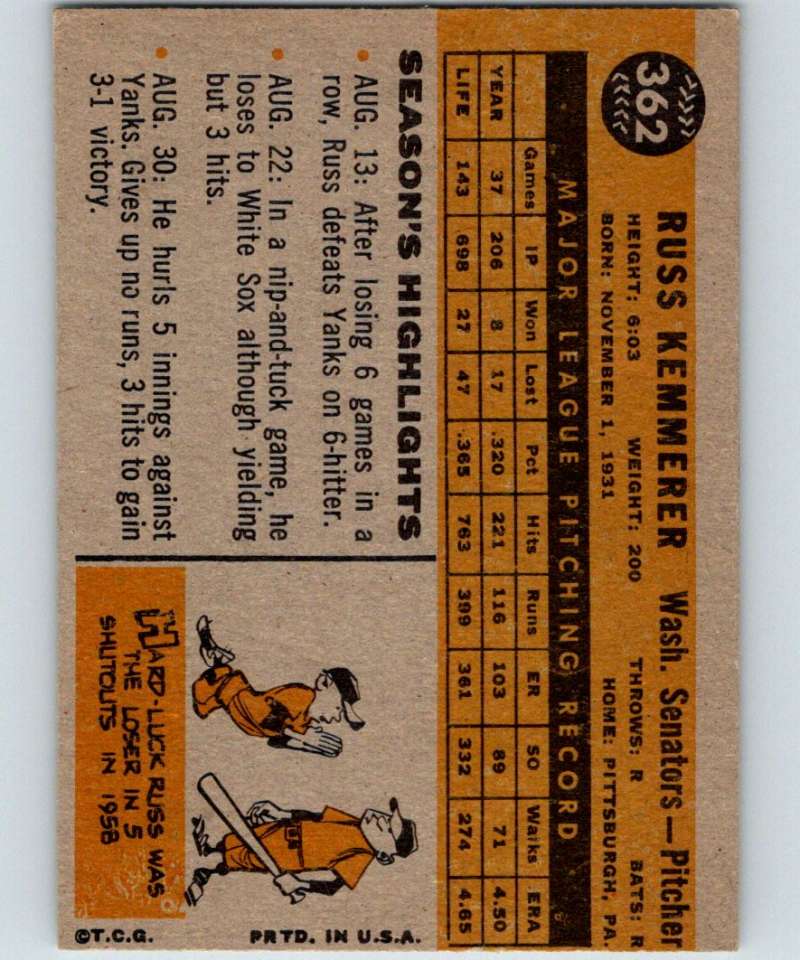 362
RUSS KEMMERER Wash. Senators—Pitcher
HEIGHT: 6:03 WEIGHT: 200 THROWS: R BATS: R
BORN: NOVEMBER 1, 1931 HOME: PITTSBURGH, PA.
MAJOR LEAGUE PITCHING RECORD
Games IP Won Lost Pct Hits Runs ER SO Walks ERA
YEAR 37 206 8 17 .320 221 116 103 89 71 4.50
LIFE 143 698 27 47 .365 763 399 361 332 274 4.65
SEASON'S HIGHLIGHTS
• AUG. 13: After losing 6 games in a
row, Russ defeats Yanks on 6-hitter.
• AUG. 22: In a nip-and-tuck game, he
loses to White Sox although yielding
but 3 hits.
• AUG. 30: He hurls 5 innings against
Yanks. Gives up no runs, 3 hits to gain
3-1 victory.
HARD-LUCK RUSS WAS
THE LOSER IN 5
SHUTOUTS IN 1958
©T.C.G. PRTD. IN U.S.A.